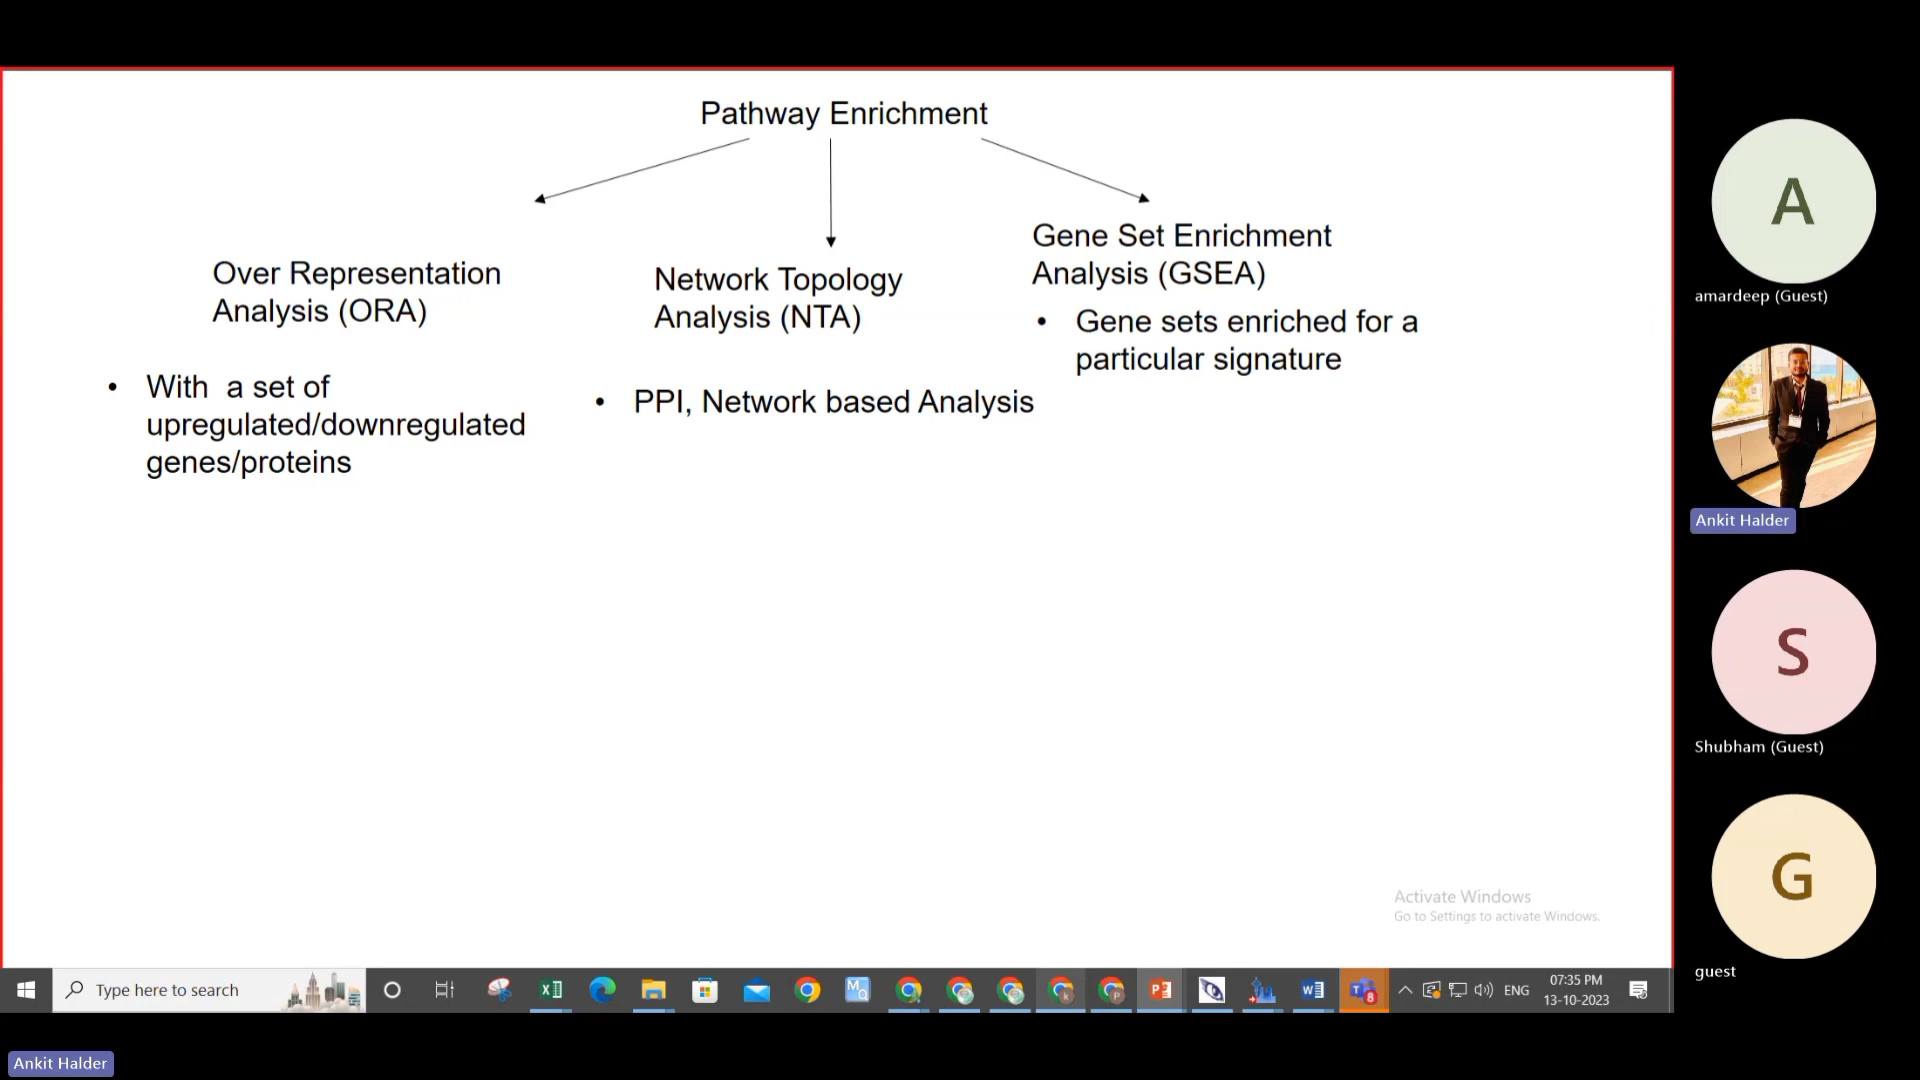 Pathway Enrichment
Over Representation
Analysis (ORA)
• With a set of
upregulated/downregulated
genes/proteins
Network Topology
Analysis (NTA)
• PPI, Network based Analysis
Gene Set Enrichment
Analysis (GSEA)
• Gene sets enriched for a
particular signature
Activate Windows
Go to Settings to activate Windows.
A
amardeep (Guest)
Ankit Halder
S
Shubham (Guest)
G
guest
Type here to search
ENG
07:35 PM
13-10-2023
8
Ankit Halder